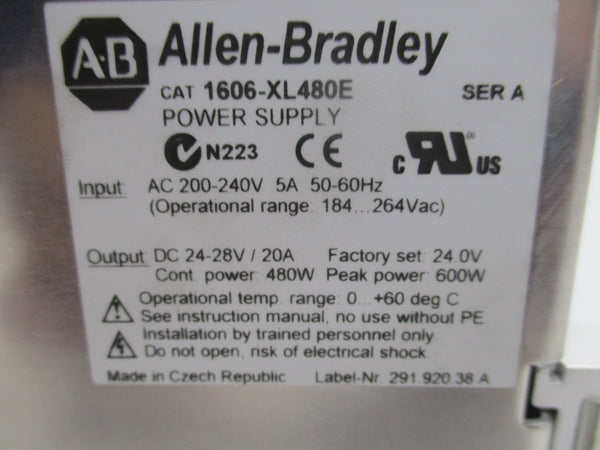 A·B Allen-Bradley
CAT 1606-XL480E SER A
POWER SUPPLY
N223 CE c RU ® US
Input: AC 200-240V 5A 50-60Hz
(Operational range: 184...264Vac)
Output: DC 24-28V / 20A Factory set: 24.0V
Cont. power: 480W Peak power: 600W
Operational temp. range: 0...+60 deg C
See instruction manual, no use without PE.
Installation by trained personnel only.
Do not open, risk of electrical shock.
Made in Czech Republic Label-Nr. 291.920.38 A